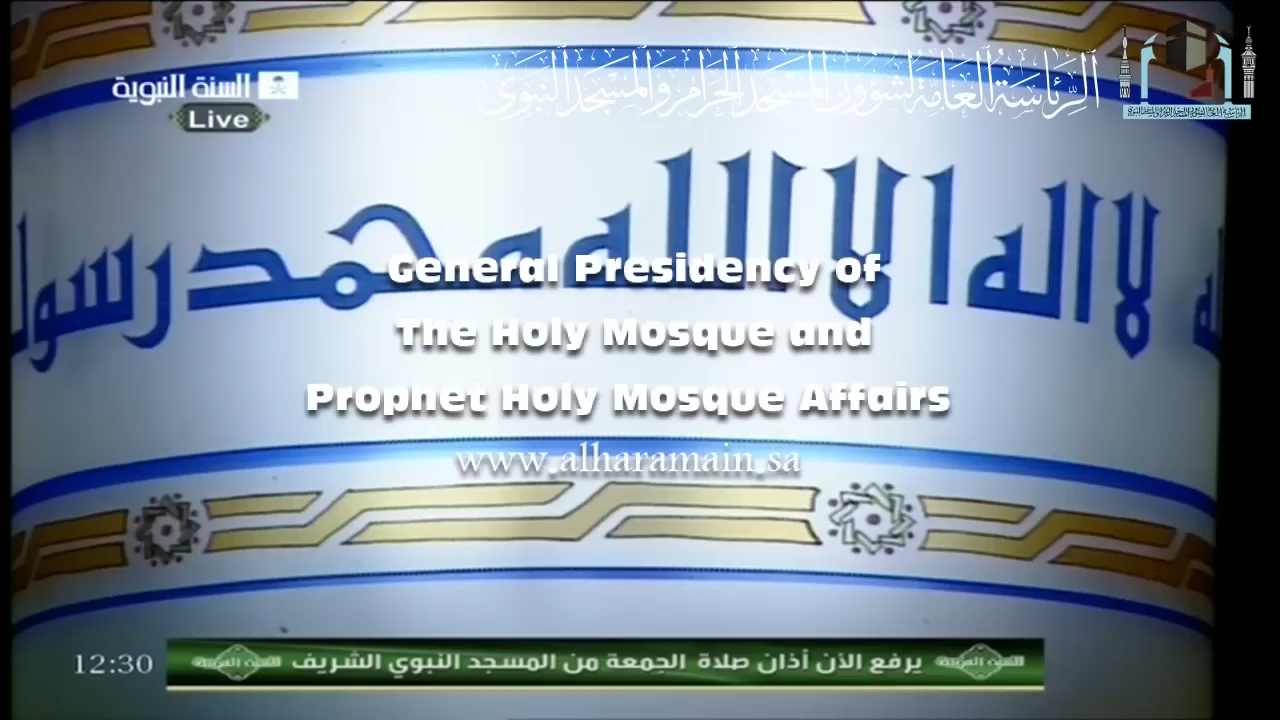 الرئاسة العامة لشؤون المسجد الحرام والمسجد النبوي
السنة النبوية
Live
لا اله الا الله محمد رسول
General Presidency of
The Holy Mosque and
Prophet Holy Mosque Affairs
www.alharamain.sa
12:30
يرفع الآن أذان صلاة الجمعة من المسجد النبوي الشريف